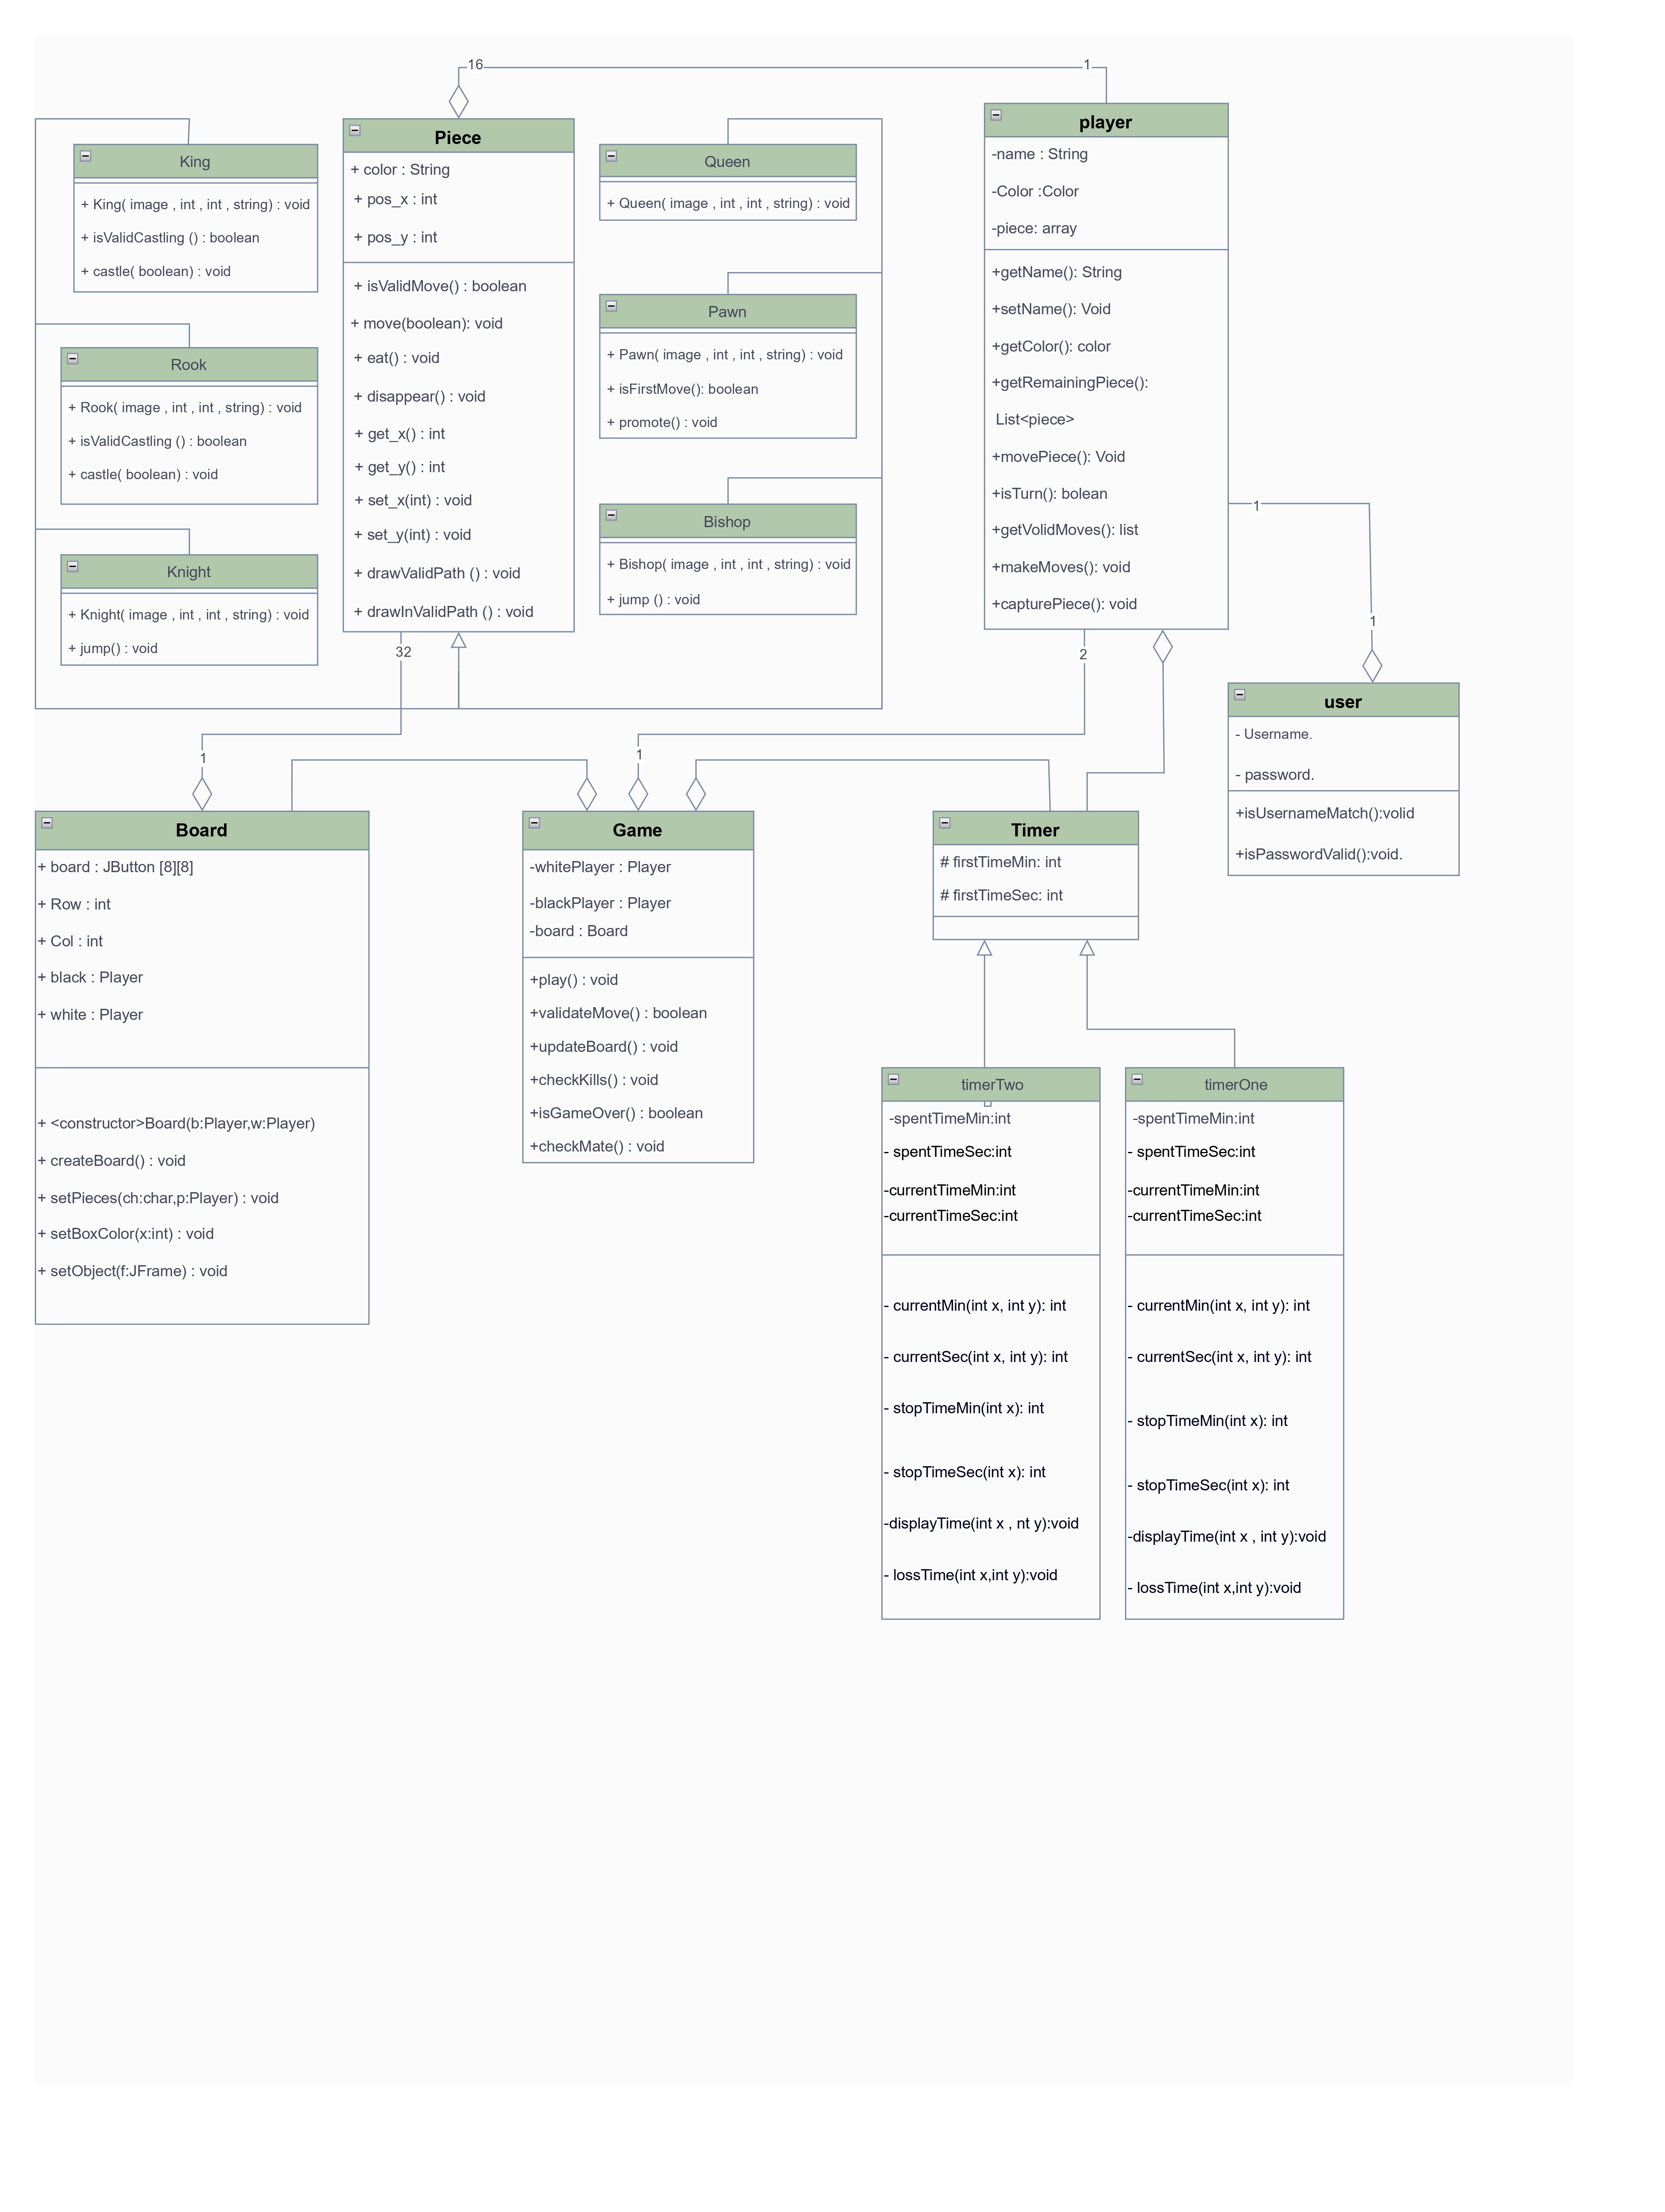 16
1
King
+ King( image , int , int , string) : void
+ isValidCastling () : boolean
+ castle( boolean) : void
Rook
+ Rook( image , int , int , string) : void
+ isValidCastling () : boolean
+ castle( boolean) : void
Knight
+ Knight( image , int , int , string) : void
+ jump() : void
Piece
+ color : String
+ pos_x : int
+ pos_y : int
+ isValidMove() : boolean
+ move(boolean): void
+ eat() : void
+ disappear() : void
+ get_x() : int
+ get_y() : int
+ set_x(int) : void
+ set_y(int) : void
+ drawValidPath () : void
+ drawInValidPath () : void
Queen
+ Queen( image , int , int , string) : void
Pawn
+ Pawn( image , int , int , string) : void
+ isFirstMove(): boolean
+ promote() : void
Bishop
+ Bishop( image , int , int , string) : void
+ jump () : void
player
-name : String
-Color :Color
-piece: array
+getName(): String
+setName(): Void
+getColor(): color
+getRemainingPiece():
List<piece>
+movePiece(): Void
+isTurn(): bolean
+getVolidMoves(): list
+makeMoves(): void
+capturePiece(): void
1
1
32
2
1
1
user
- Username.
- password.
+isUsernameMatch():volid
+isPasswordValid():void.
Board
+ board : JButton [8][8]
+ Row : int
+ Col : int
+ black : Player
+ white : Player
+ <constructor>Board(b:Player,w:Player)
+ createBoard() : void
+ setPieces(ch:char,p:Player) : void
+ setBoxColor(x:int) : void
+ setObject(f:JFrame) : void
Game
-whitePlayer : Player
-blackPlayer : Player
-board : Board
+play() : void
+validateMove() : boolean
+updateBoard() : void
+checkKills() : void
+isGameOver() : boolean
+checkMate() : void
Timer
# firstTimeMin: int
# firstTimeSec: int
timerTwo
-spentTimeMin:int
- spentTimeSec:int
-currentTimeMin:int
-currentTimeSec:int
- currentMin(int x, int y): int
- currentSec(int x, int y): int
- stopTimeMin(int x): int
- stopTimeSec(int x): int
-displayTime(int x , nt y):void
- lossTime(int x,int y):void
timerOne
-spentTimeMin:int
- spentTimeSec:int
-currentTimeMin:int
-currentTimeSec:int
- currentMin(int x, int y): int
- currentSec(int x, int y): int
- stopTimeMin(int x): int
- stopTimeSec(int x): int
-displayTime(int x , int y):void
- lossTime(int x,int y):void